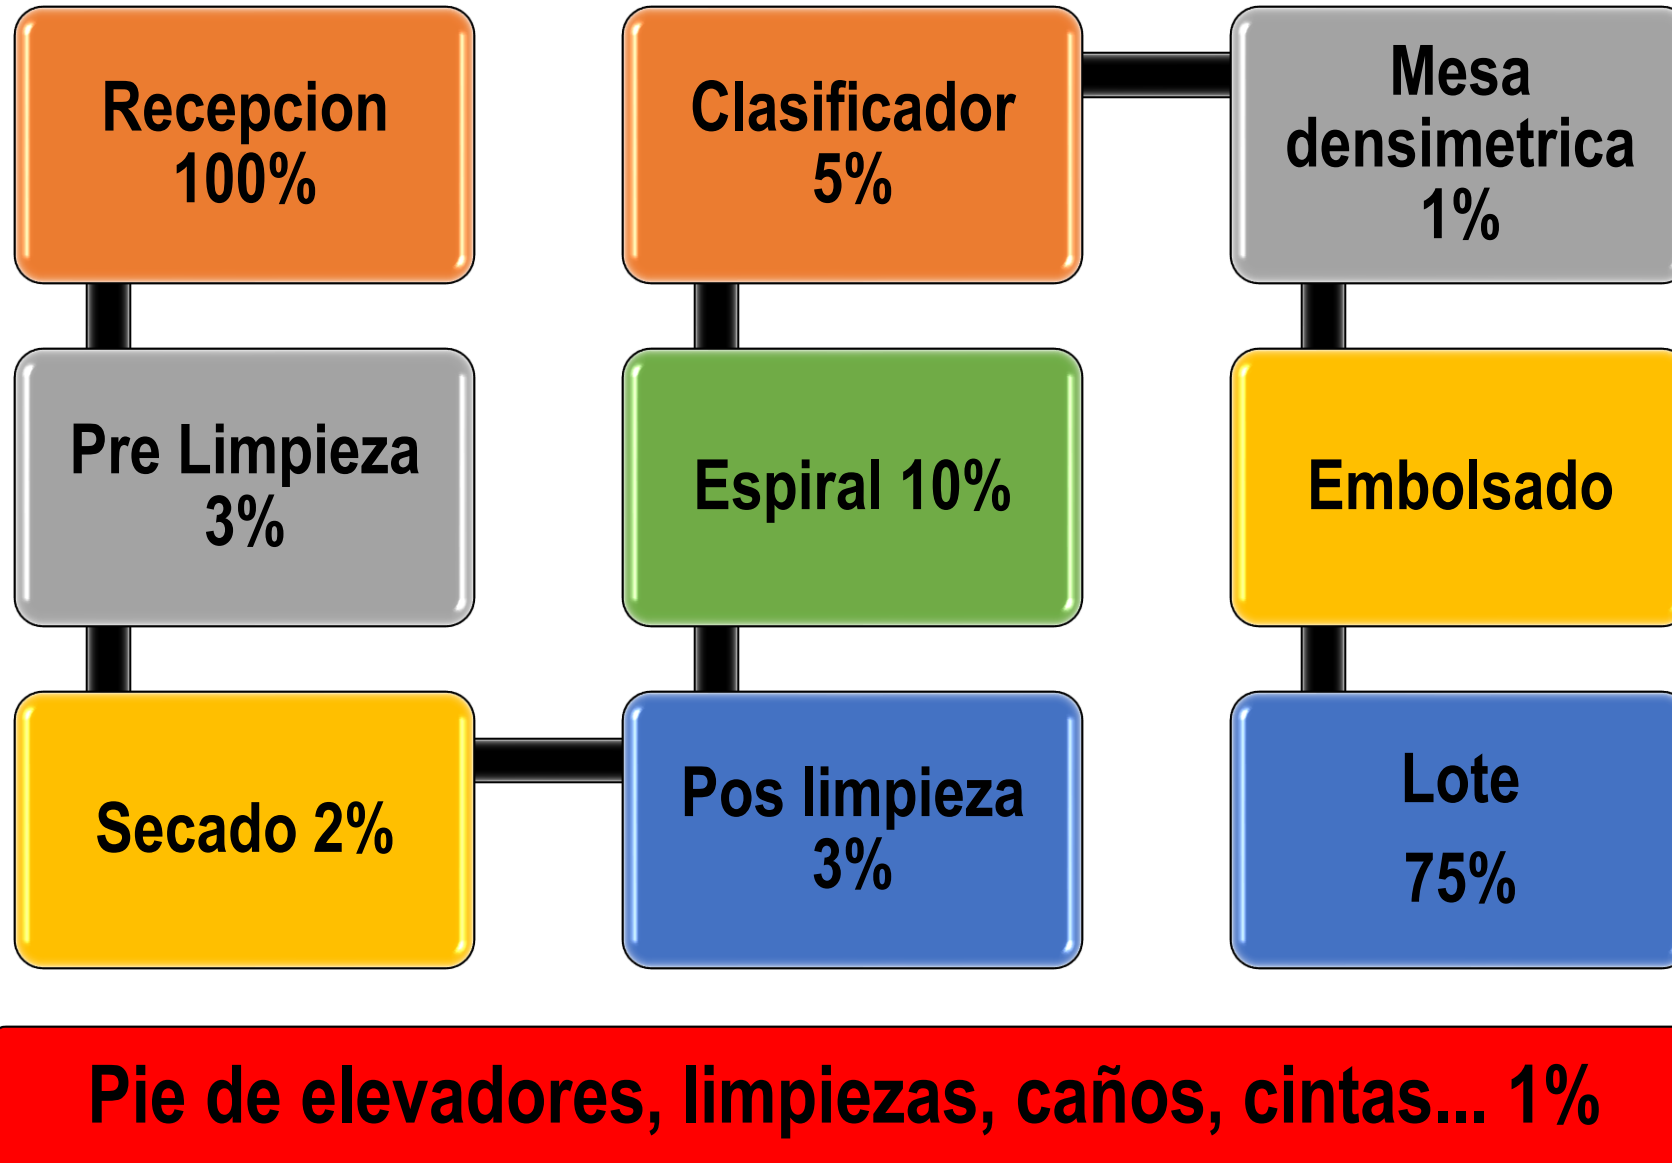 Recepcion
100%
Pre Limpieza
3%
Secado 2%
Pos limpieza
3%
Espiral 10%
Clasificador
5%
Mesa
densimetrica
1%
Embolsado
Lote
75%
Pie de elevadores, limpiezas, caños, cintas... 1%